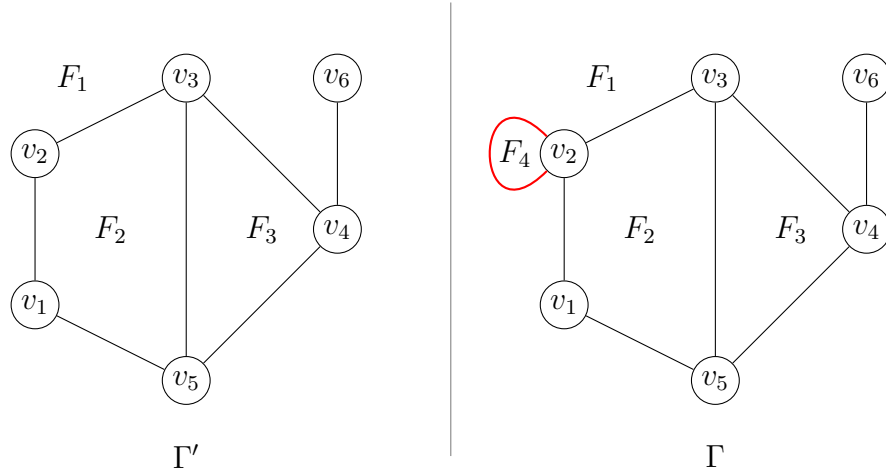 F₁ v₃ v₆
v₂
F₂ F₃ v₄
v₁
v₅
Γ′
F₁ v₃ v₆
F₄ v₂
F₂ F₃ v₄
v₁
v₅
Γ